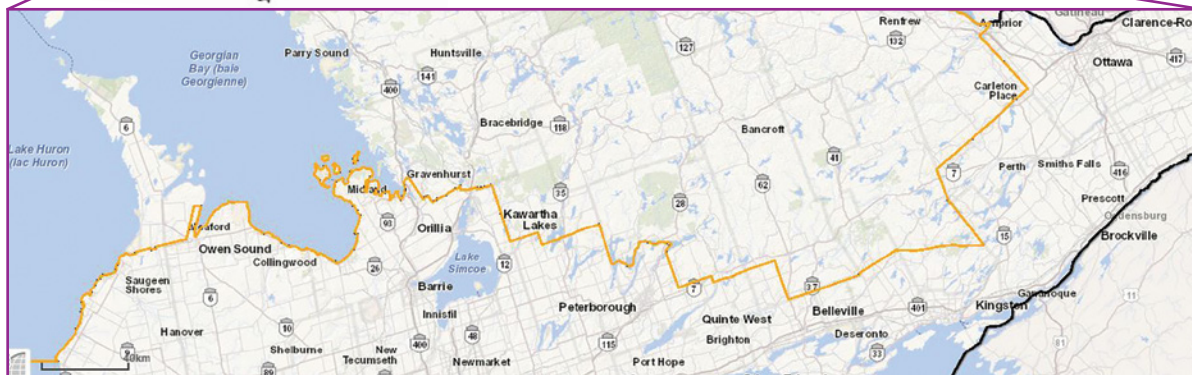 Renfrew
132
Arnprior
Gatineau
Clarence-Ro
Georgian
Bay (baie
Georgienne)
Parry Sound
Huntsville
127
417
Ottawa
141
400
Carleton
Place
6
Bracebridge
118
Bancroft
Lake Huron
(lac Huron)
41
Gravenhurst
7
Perth
Smiths Falls
416
Midland
62
35
28
Prescott
Kawartha
Lakes
Ogdensburg
93
Orillia
Owen Sound
15
Brockville
Collingwood
Lake
Simcoe
12
26
Saugeen
Shores
Barrie
7
37
Gananoque
6
Innisfil
Peterborough
Belleville
401
Kingston
11
Quinte West
Hanover
10
48
Deseronto
Brighton
400
115
81
Shelburne
New
Tecumseth
Newmarket
Port Hope
33
9
40km
89